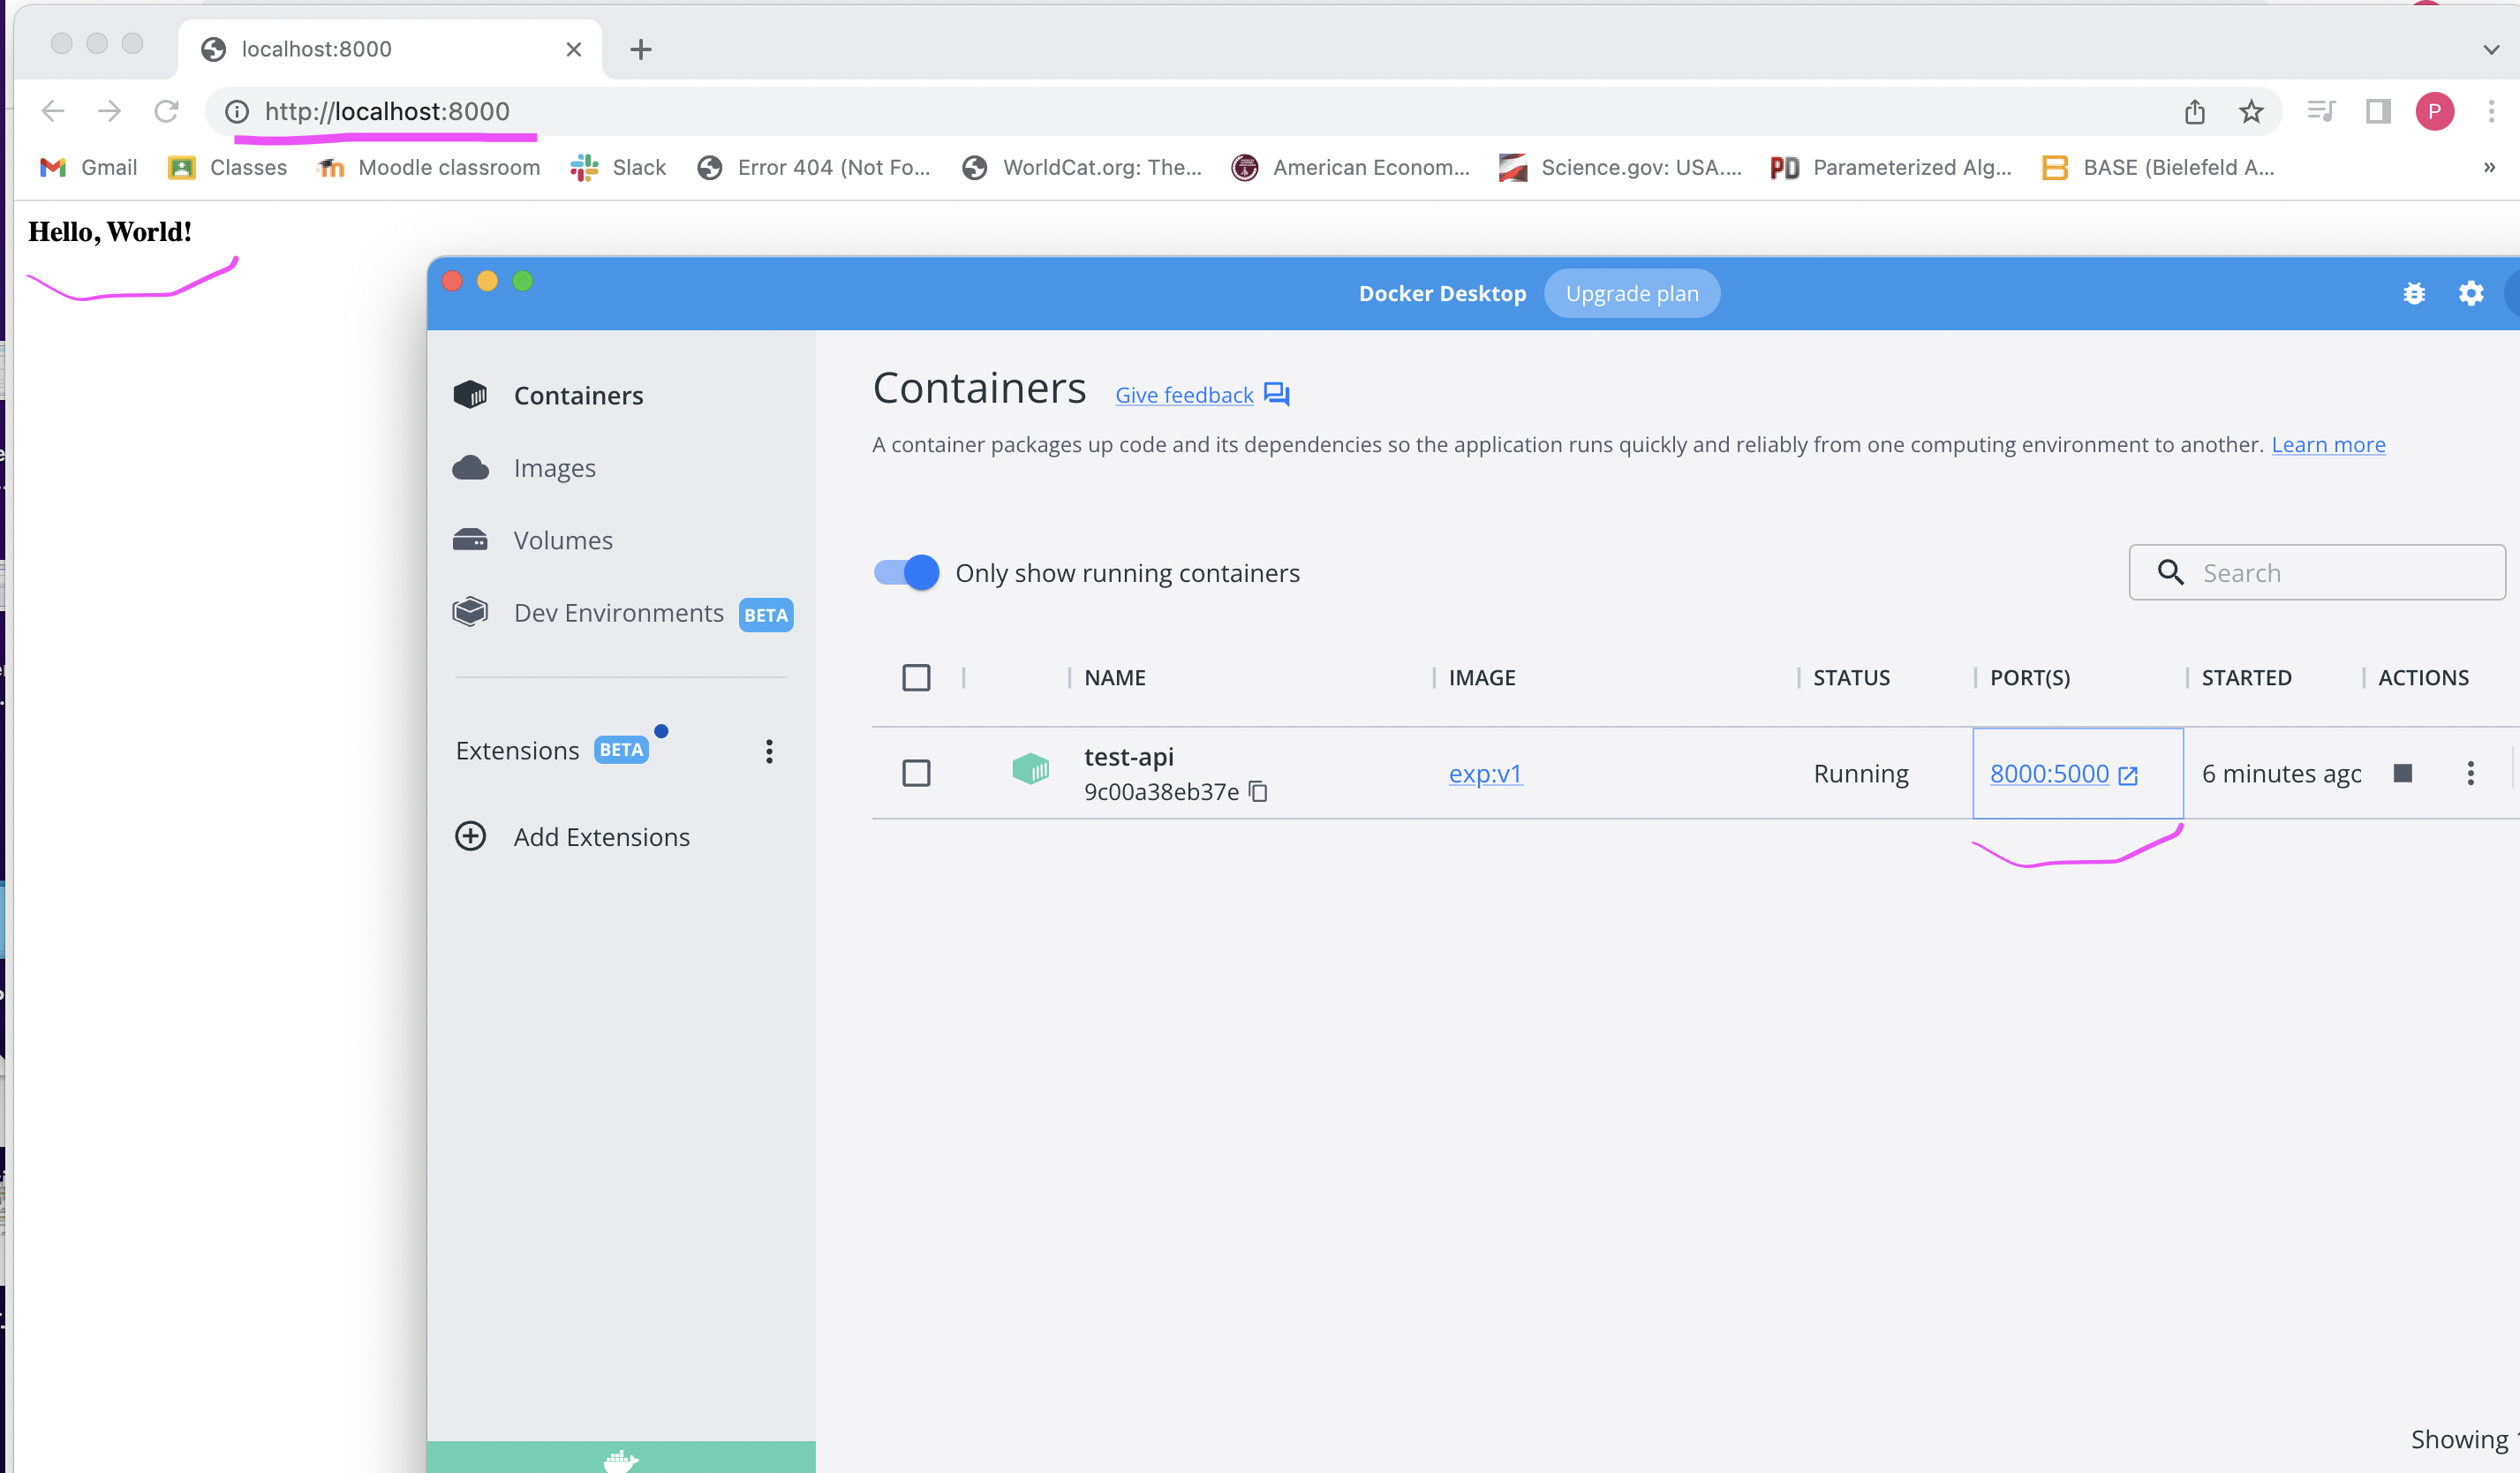 localhost:8000
http://localhost:8000
P
Gmail
Classes
Moodle classroom
Slack
Error 404 (Not Fo...
WorldCat.org: The...
American Econom...
Science.gov: USA....
PD Parameterized Alg...
BASE (Bielefeld A...
»
Hello, World!
Docker Desktop
Upgrade plan
Containers
Images
Volumes
Dev Environments BETA
Extensions BETA
Add Extensions
Containers
Give feedback
A container packages up code and its dependencies so the application runs quickly and reliably from one computing environment to another. Learn more
Only show running containers
Search
NAME IMAGE STATUS PORT(S) STARTED ACTIONS
test-api
9c00a38eb37e
exp:v1
Running
8000:5000
6 minutes ago
Showing